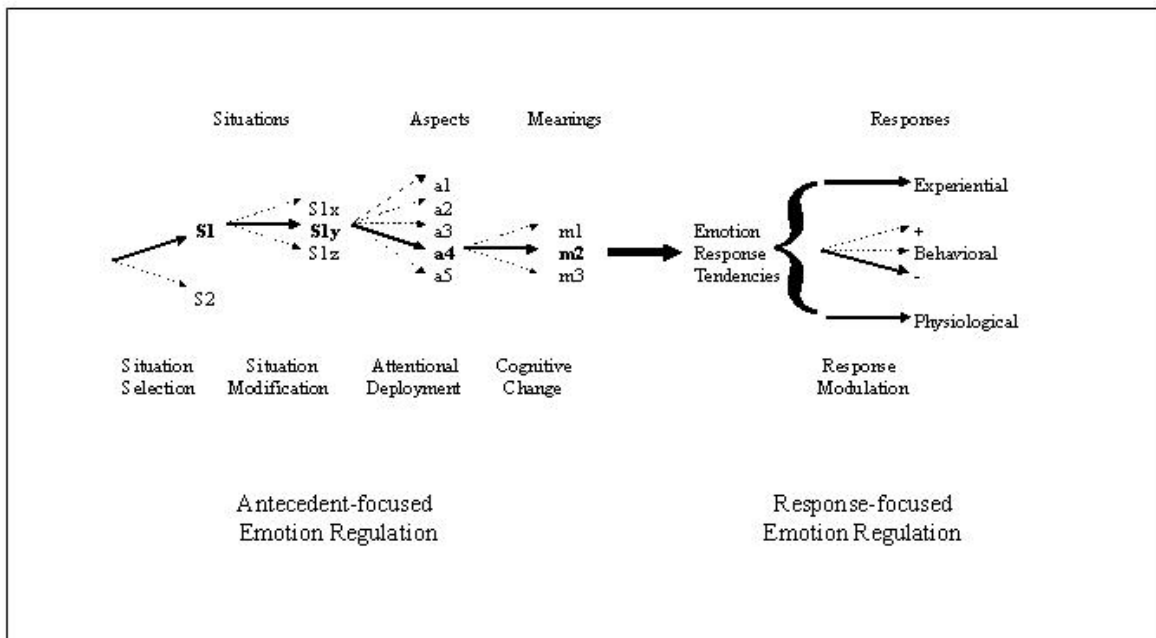 Situations Aspects Meanings Responses
a1
Experiential
S1x a2
S1 S1y a3 m1 Emotion +
S1z a4 m2 Response Behavioral
a5 m3 Tendencies -
S2
Physiological
Situation Situation Attentional Cognitive Response
Selection Modification Deployment Change Modulation
Antecedent-focused Response-focused
Emotion Regulation Emotion Regulation